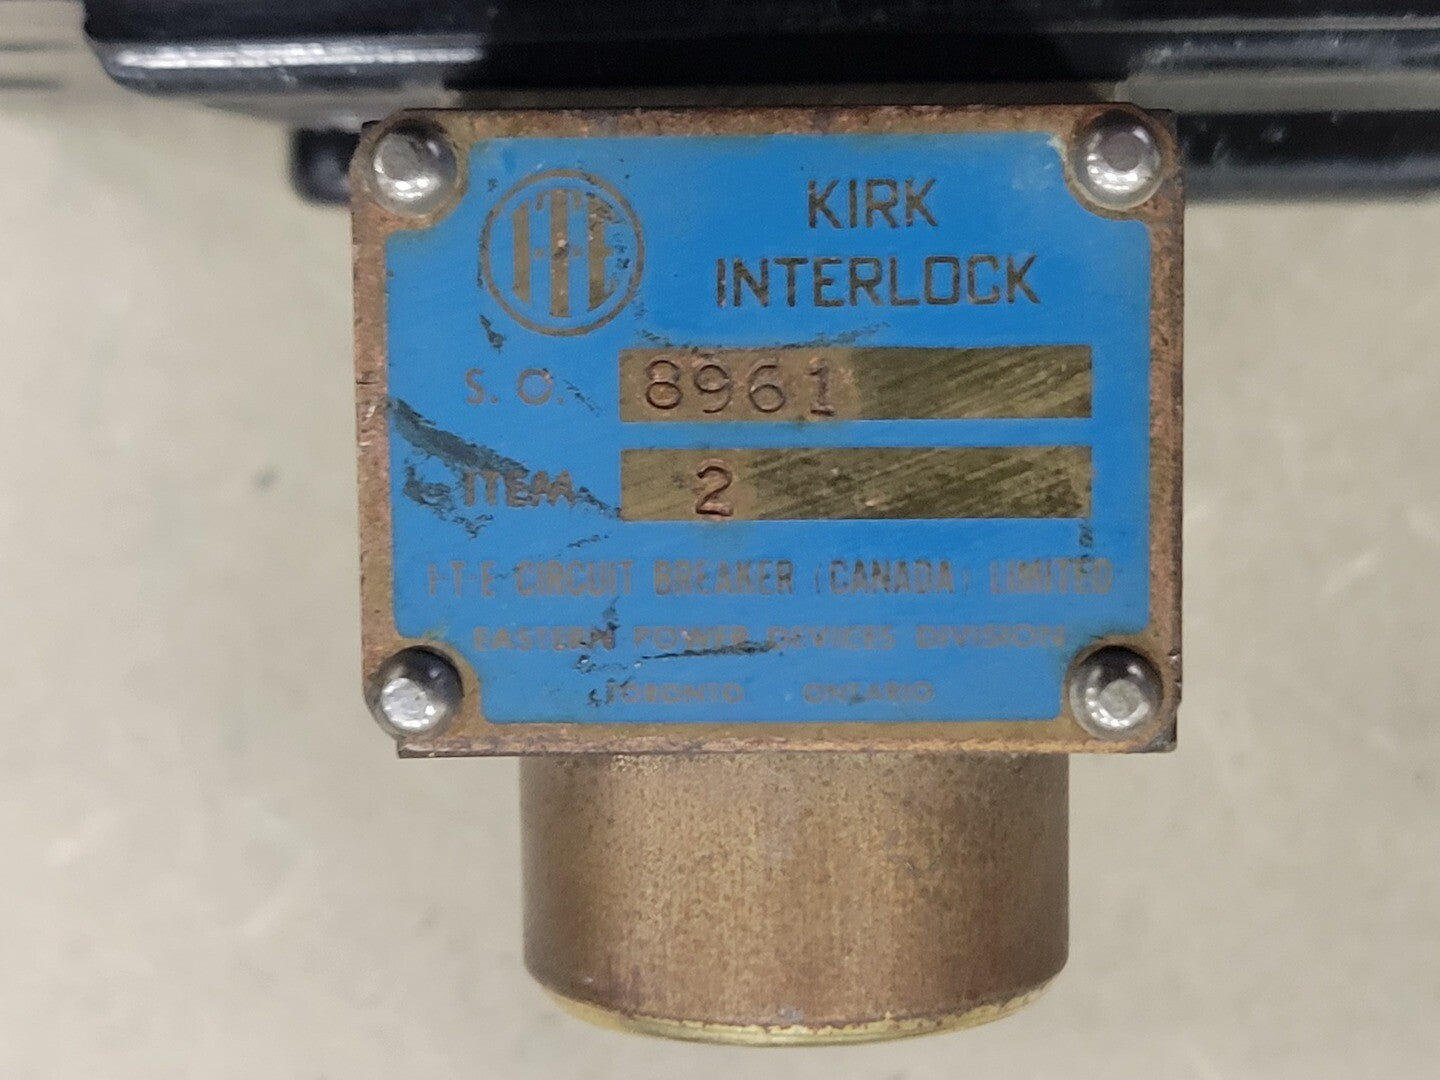 I-T-E
KIRK
INTERLOCK
S. O. 8961
ITEM 2
I-T-E CIRCUIT BREAKER (CANADA) LIMITED
EASTERN POWER DEVICES DIVISION
TORONTO ONTARIO